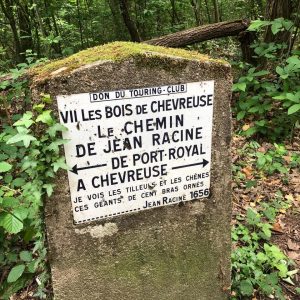 DON DU TOURING-CLUB
VII LES BOIS DE CHEVREUSE
LE CHEMIN
DE JEAN RACINE
DE PORT-ROYAL
A CHEVREUSE
JE VOIS LES TILLEULS ET LES CHÊNES
CES GÉANTS DE CENT BRAS ORNÉS
JEAN RACINE 1656